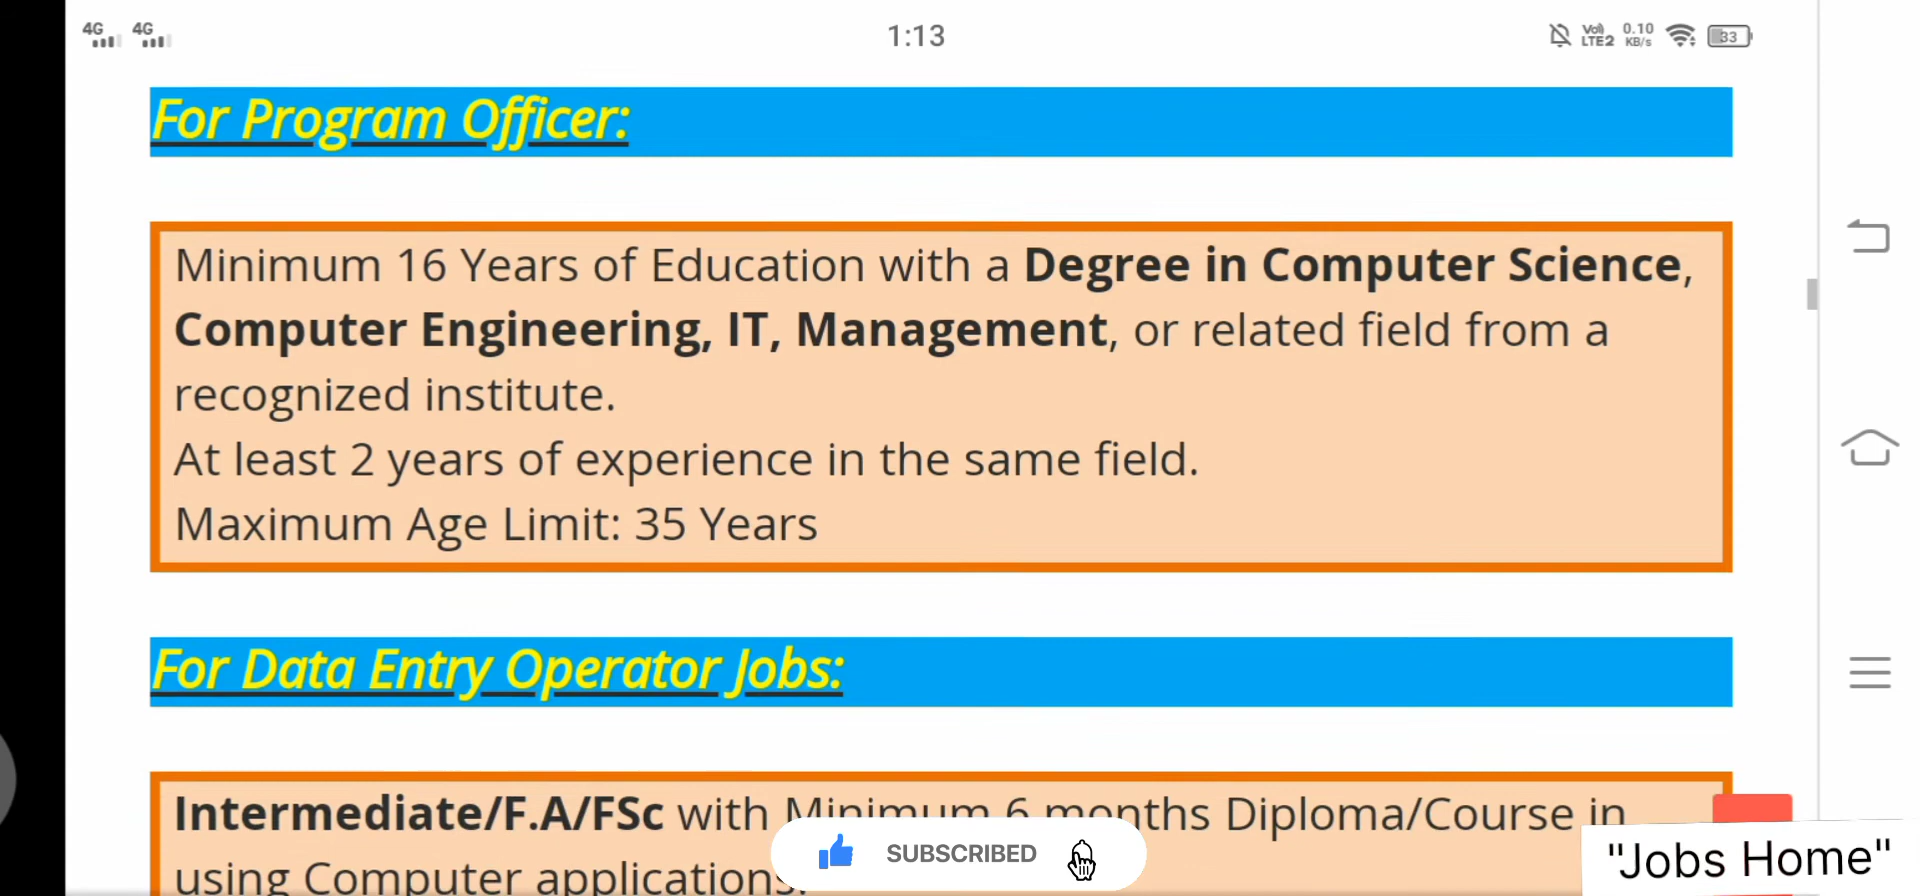 4G 4G 1:13 Vo) LTE2 0.10 KB/s 33
For Program Officer:
Minimum 16 Years of Education with a Degree in Computer Science,
Computer Engineering, IT, Management, or related field from a
recognized institute.
At least 2 years of experience in the same field.
Maximum Age Limit: 35 Years
For Data Entry Operator Jobs:
Intermediate/F.A/FSc with Minimum 6 months Diploma/Course in
using Computer applications.
SUBSCRIBED
"Jobs Home"